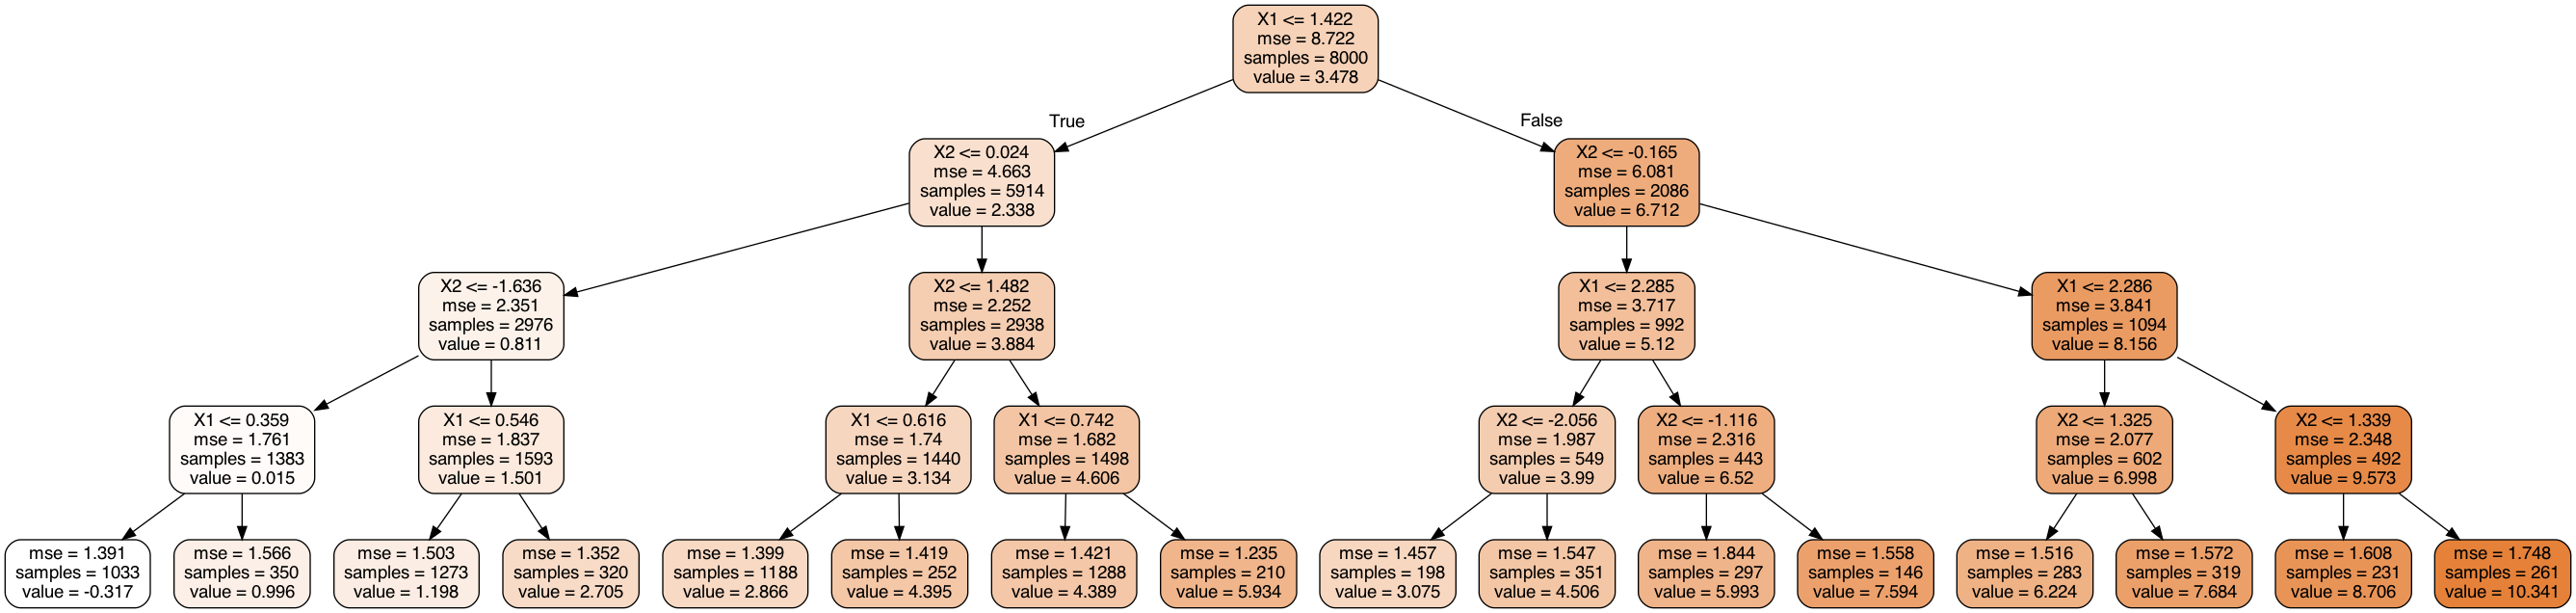 X1 <= 1.422
mse = 8.722
samples = 8000
value = 3.478
True
False
X2 <= 0.024
mse = 4.663
samples = 5914
value = 2.338
X2 <= -0.165
mse = 6.081
samples = 2086
value = 6.712
X2 <= -1.636
mse = 2.351
samples = 2976
value = 0.811
X2 <= 1.482
mse = 2.252
samples = 2938
value = 3.884
X1 <= 2.285
mse = 3.717
samples = 992
value = 5.12
X1 <= 2.286
mse = 3.841
samples = 1094
value = 8.156
X1 <= 0.359
mse = 1.761
samples = 1383
value = 0.015
X1 <= 0.546
mse = 1.837
samples = 1593
value = 1.501
X1 <= 0.616
mse = 1.74
samples = 1440
value = 3.134
X1 <= 0.742
mse = 1.682
samples = 1498
value = 4.606
X2 <= -2.056
mse = 1.987
samples = 549
value = 3.99
X2 <= -1.116
mse = 2.316
samples = 443
value = 6.52
X2 <= 1.325
mse = 2.077
samples = 602
value = 6.998
X2 <= 1.339
mse = 2.348
samples = 492
value = 9.573
mse = 1.391
samples = 1033
value = -0.317
mse = 1.566
samples = 350
value = 0.996
mse = 1.503
samples = 1273
value = 1.198
mse = 1.352
samples = 320
value = 2.705
mse = 1.399
samples = 1188
value = 2.866
mse = 1.419
samples = 252
value = 4.395
mse = 1.421
samples = 1288
value = 4.389
mse = 1.235
samples = 210
value = 5.934
mse = 1.457
samples = 198
value = 3.075
mse = 1.547
samples = 351
value = 4.506
mse = 1.844
samples = 297
value = 5.993
mse = 1.558
samples = 146
value = 7.594
mse = 1.516
samples = 283
value = 6.224
mse = 1.572
samples = 319
value = 7.684
mse = 1.608
samples = 231
value = 8.706
mse = 1.748
samples = 261
value = 10.341